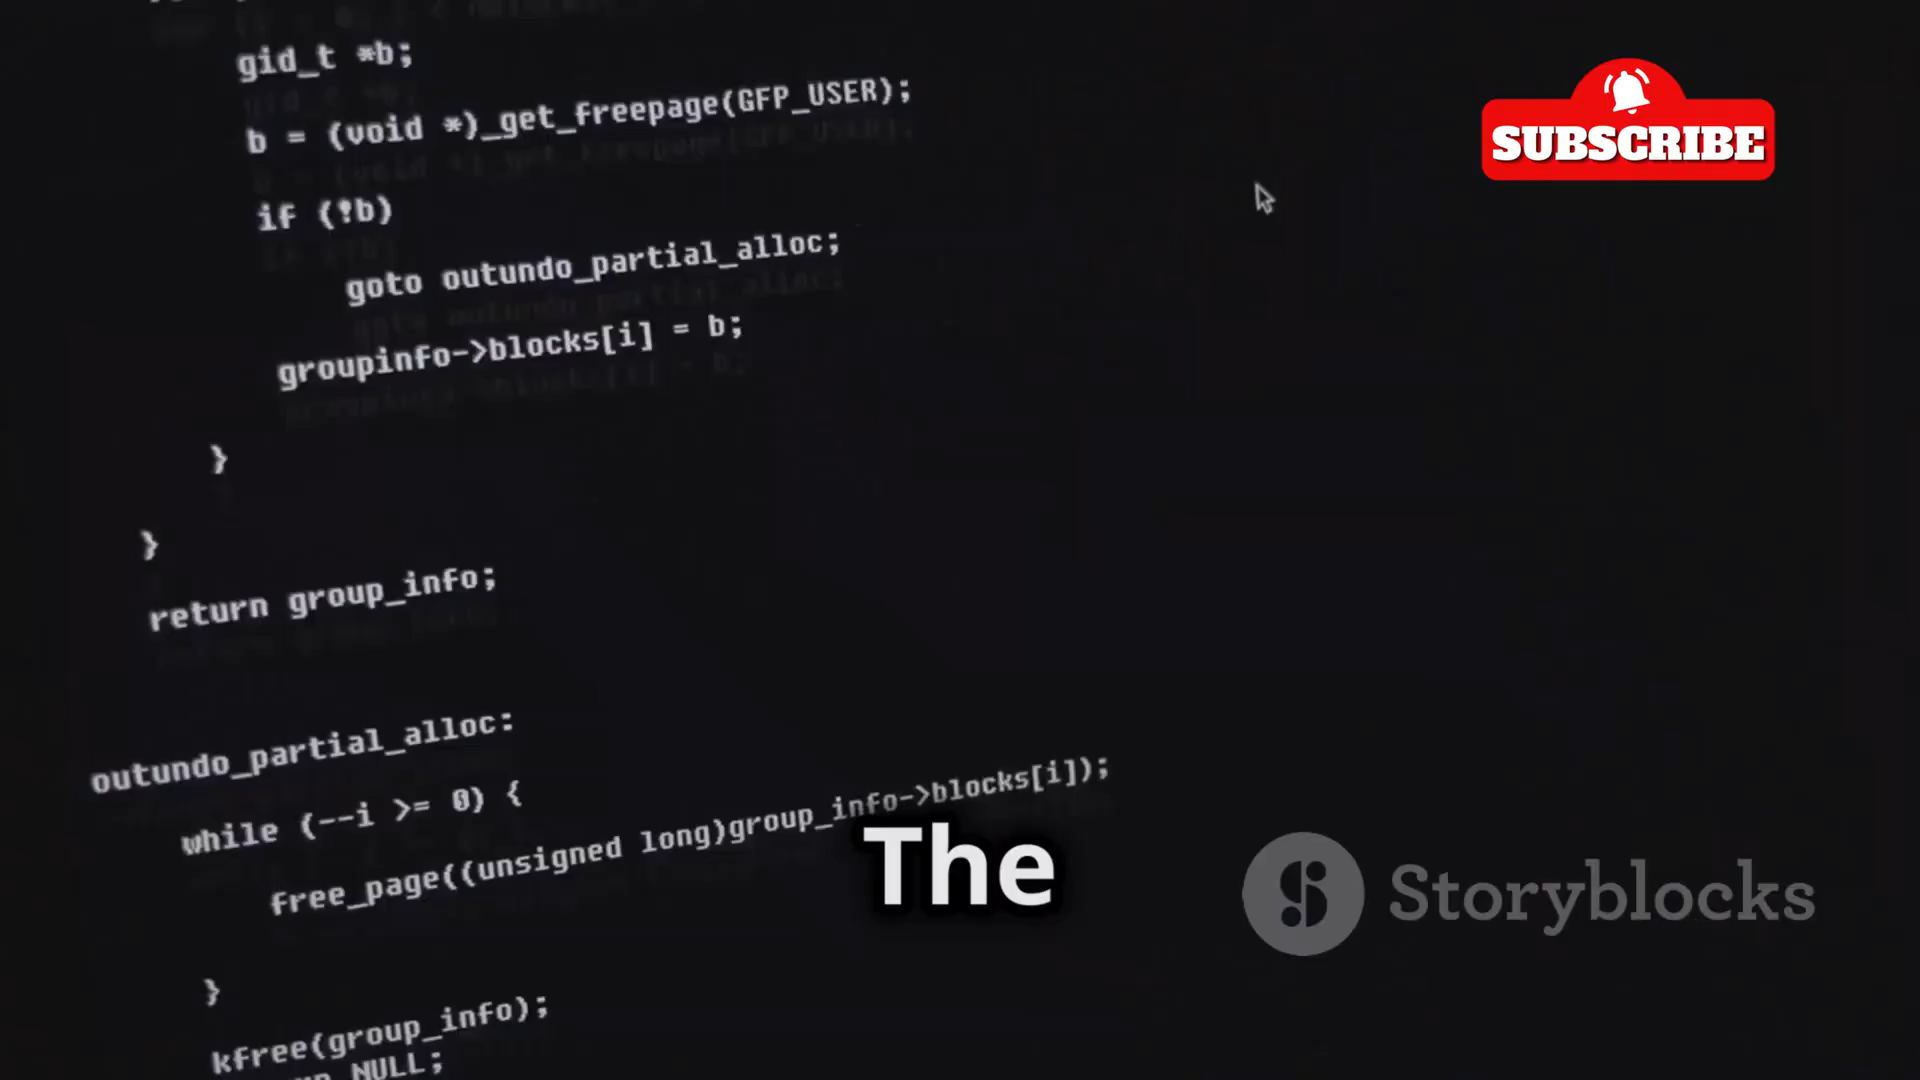 gid_t *b;
b = (void *)_get_freepage(GFP_USER);
SUBSCRIBE
if (!b)
goto outundo_partial_alloc;
groupinfo->blocks[i] = b;
}
}
return group_info;
outundo_partial_alloc:
while (--i >= 0) {
free_page((unsigned long)group_info->blocks[i]);
The
Storyblocks
}
kfree(group_info);
NULL;